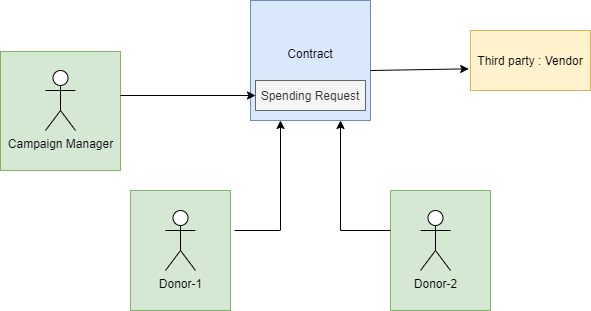 Contract
Third party : Vendor
Spending Request
Campaign Manager
Donor-1
Donor-2